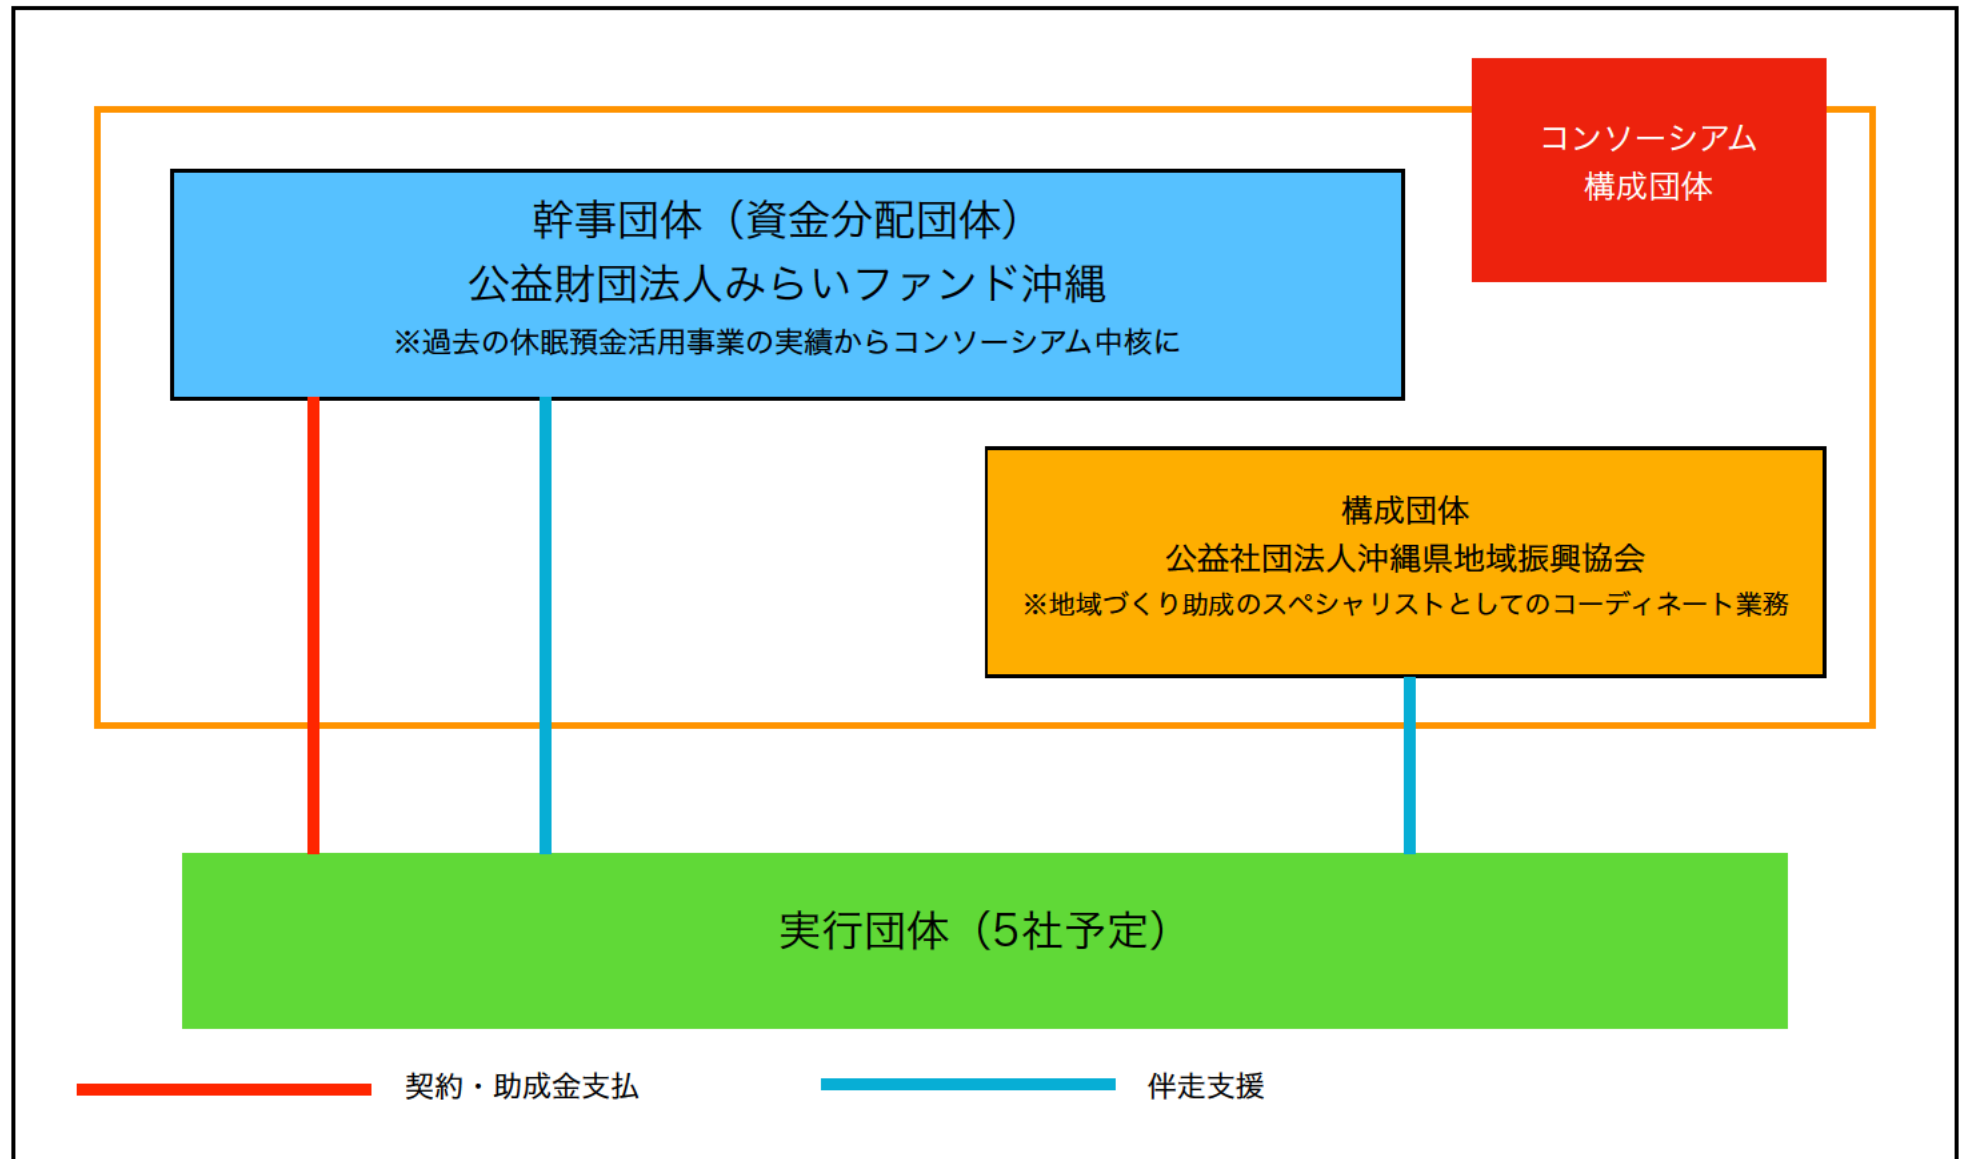 コンソーシアム
構成団体
幹事団体（資金分配団体）
公益財団法人みらいファンド沖縄
※過去の休眠預金活用事業の実績からコンソーシアム中核に
構成団体
公益社団法人沖縄県地域振興協会
※地域づくり助成のスペシャリストとしてのコーディネート業務
実行団体（5社予定）
契約・助成金支払
伴走支援